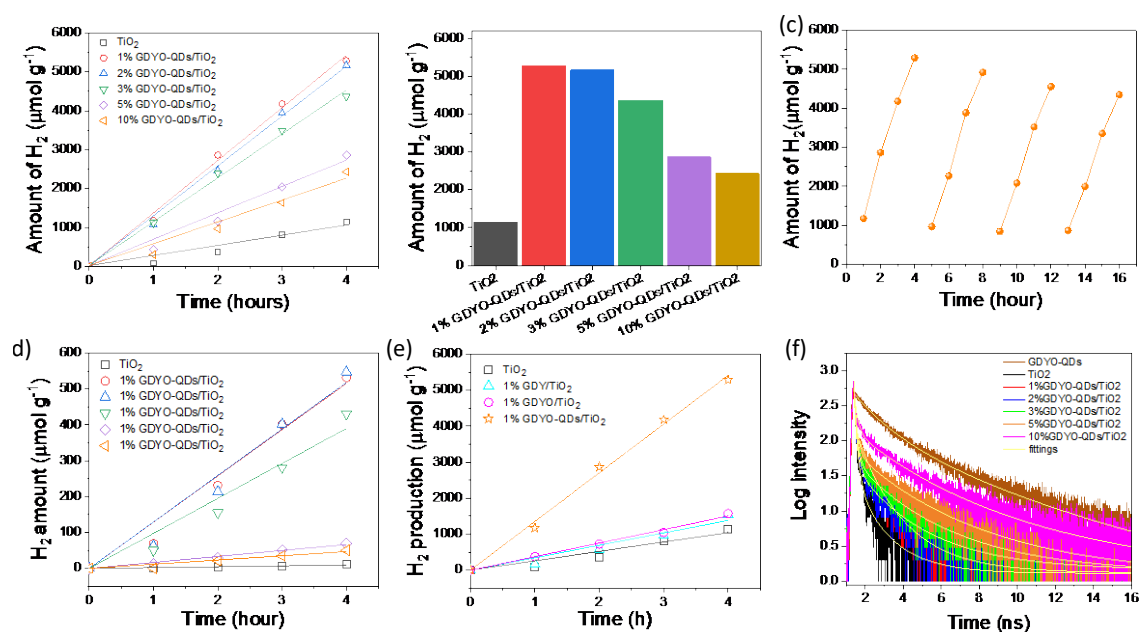 6000
5000
4000
3000
2000
1000
0
Amount of H₂ (μmol g⁻¹)
TiO₂
1% GDYO-QDs/TiO₂
2% GDYO-QDs/TiO₂
3% GDYO-QDs/TiO₂
5% GDYO-QDs/TiO₂
10% GDYO-QDs/TiO₂
0 1 2 3 4
Time (hours)
6000
5000
4000
3000
2000
1000
0
Amount of H₂ (μmol g⁻¹)
TiO2
1% GDYO-QDs/TiO2
2% GDYO-QDs/TiO2
3% GDYO-QDs/TiO2
5% GDYO-QDs/TiO2
10% GDYO-QDs/TiO2
(c)
6000
5000
4000
3000
2000
1000
0
Amount of H₂(μmol g⁻¹)
0 2 4 6 8 10 12 14 16
Time (hour)
d)
600
500
400
300
200
100
0
H₂ amount (μmol g⁻¹)
TiO₂
1% GDYO-QDs/TiO₂
1% GDYO-QDs/TiO₂
1% GDYO-QDs/TiO₂
1% GDYO-QDs/TiO₂
1% GDYO-QDs/TiO₂
0 1 2 3 4
Time (hour)
(e)
6000
5000
4000
3000
2000
1000
0
H₂ production (μmol g⁻¹)
TiO₂
1% GDY/TiO₂
1% GDYO/TiO₂
1% GDYO-QDs/TiO₂
0 1 2 3 4
Time (h)
(f)
3.0
2.5
2.0
1.5
1.0
0.5
0.0
Log intensity
GDYO-QDs
TiO2
1%GDYO-QDs/TiO2
2%GDYO-QDs/TiO2
3%GDYO-QDs/TiO2
5%GDYO-QDs/TiO2
10%GDYO-QDs/TiO2
fittings
2 4 6 8 10 12 14 16
Time (ns)